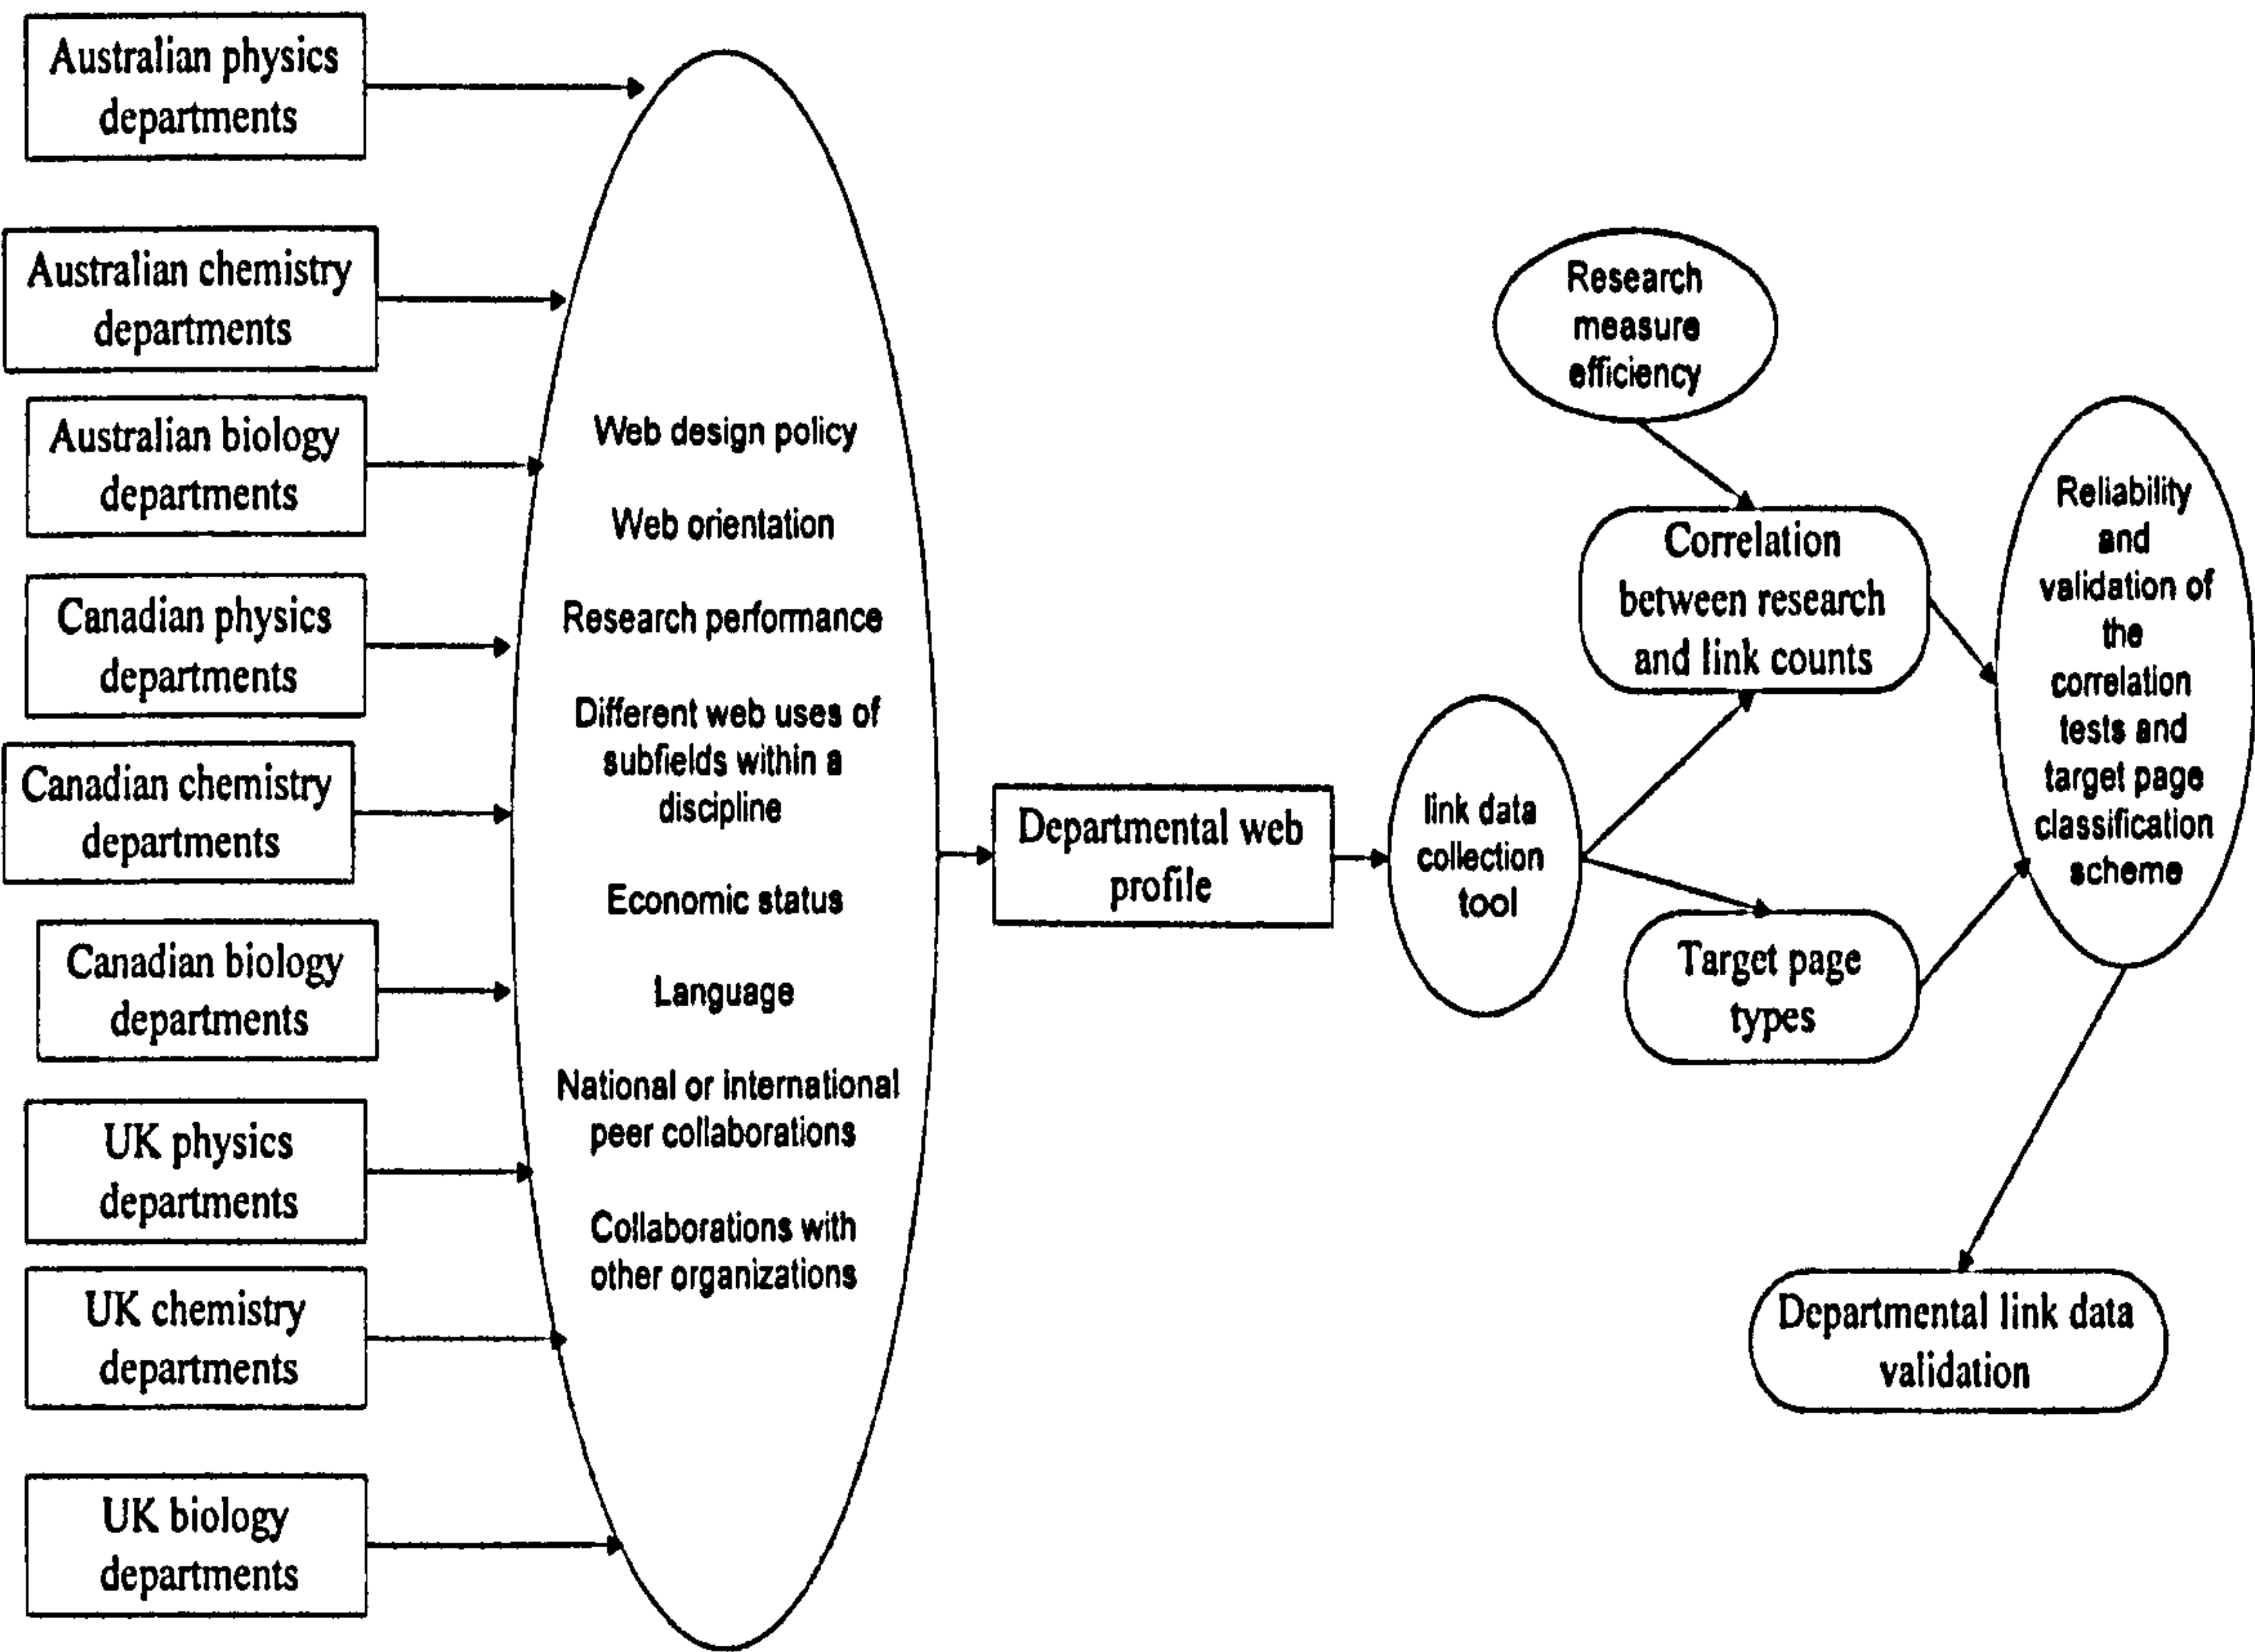 Australian physics
departments
Australian chemistry
departments
Australian biology
departments
Canadian physics
departments
Canadian chemistry
departments
Canadian biology
departments
UK physics
departments
UK chemistry
departments
UK biology
departments
Web design policy
Web orientation
Research performance
Different web uses of
subfields within a
discipline
Economic status
Language
National or international
peer collaborations
Collaborations with
other organizations
Departmental web
profile
link data
collection
tool
Research
measure
efficiency
Correlation
between research
and link counts
Target page
types
Reliability
and
validation of
the
correlation
tests and
target page
classification
scheme
Departmental link data
validation